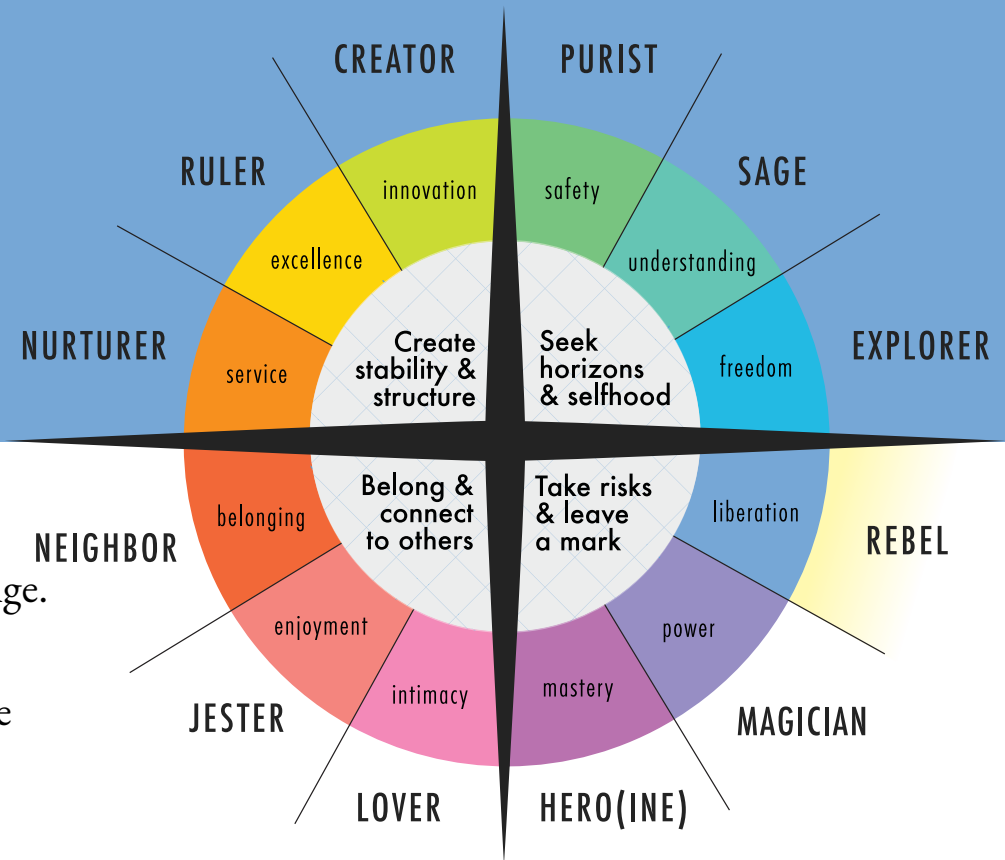 CREATOR
PURIST
RULER
SAGE
NURTURER
EXPLORER
innovation
safety
excellence
understanding
service
freedom
Create
stability &
structure
Seek
horizons
& selfhood
Belong &
connect
to others
Take risks
& leave
a mark
belonging
liberation
NEIGHBOR
REBEL
enjoyment
power
intimacy
mastery
JESTER
MAGICIAN
LOVER
HERO(INE)